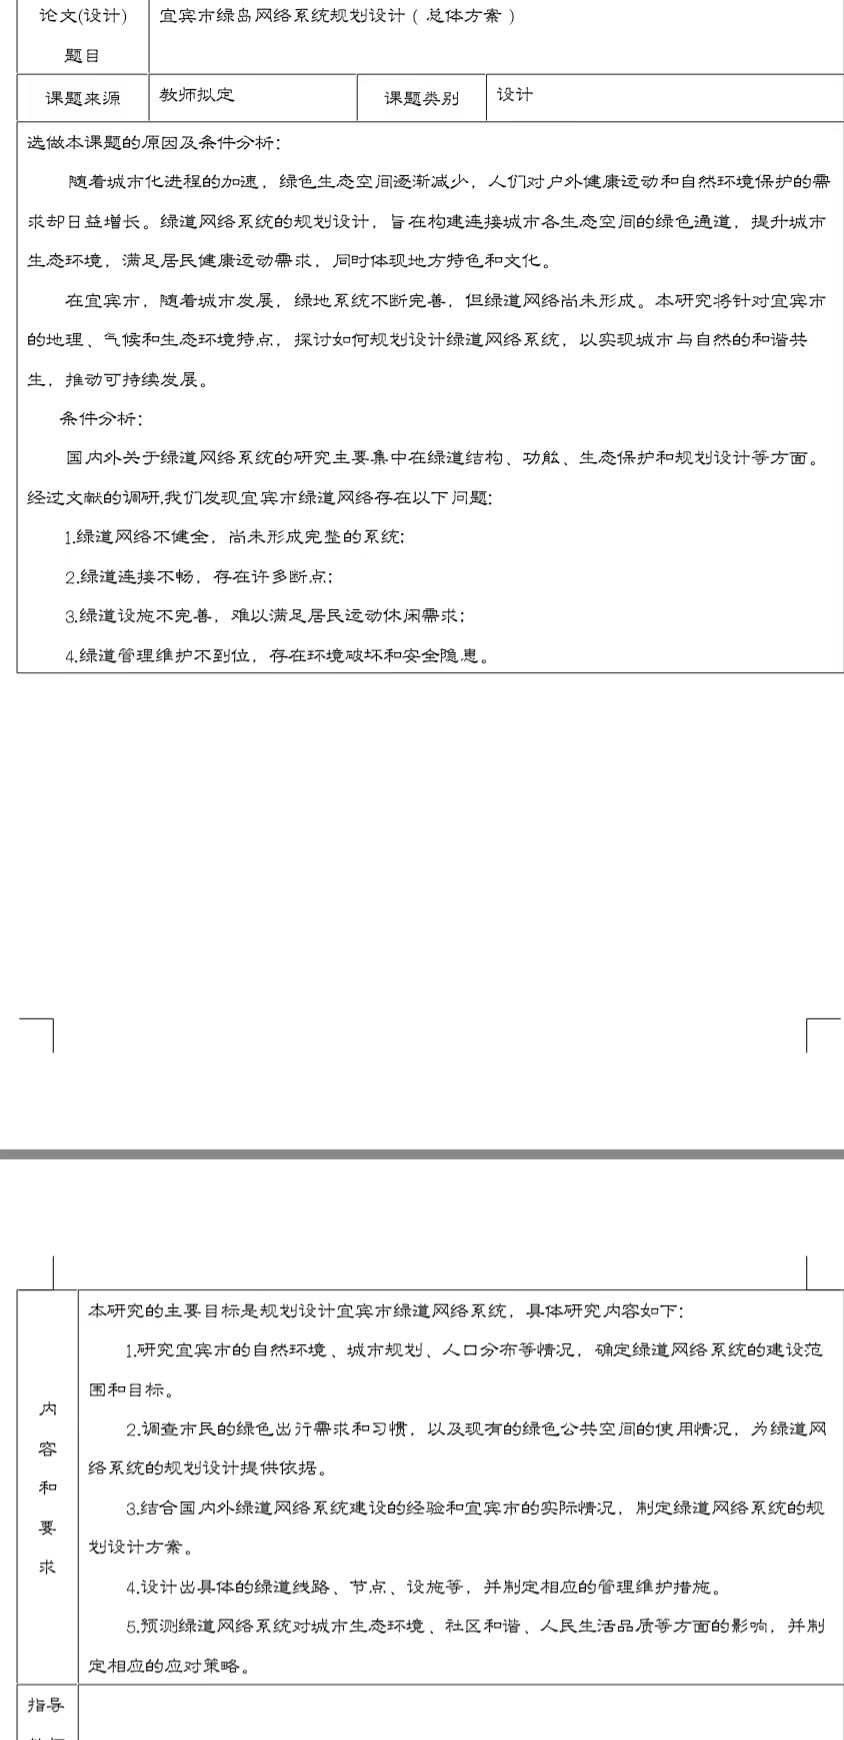 论文(设计) 宜宾市绿岛网络系统规划设计（总体方案）
题目
课题来源 教师拟定 课题类别 设计
选做本课题的原因及条件分析:
随着城市化进程的加速，绿色生态空间逐渐减少，人们对户外健康运动和自然环境保护的需
求却日益增长。绿道网络系统的规划设计，旨在构建连接城市各生态空间的绿色通道，提升城市
生态环境，满足居民健康运动需求，同时体现地方特色和文化。
在宜宾市，随着城市发展，绿地系统不断完善，但绿道网络尚未形成。本研究将针对宜宾市
的地理、气候和生态环境特点，探讨如何规划设计绿道网络系统，以实现城市与自然的和谐共
生，推动可持续发展。
条件分析:
国内外关于绿道网络系统的研究主要集中在绿道结构、功能、生态保护和规划设计等方面。
经过文献的调研,我们发现宜宾市绿道网络存在以下问题:
1.绿道网络不健全，尚未形成完整的系统;
2.绿道连接不畅，存在许多断点;
3.绿道设施不完善，难以满足居民运动休闲需求;
4.绿道管理维护不到位，存在环境破坏和安全隐患。
内容和要求
本研究的主要目标是规划设计宜宾市绿道网络系统，具体研究内容如下:
1.研究宜宾市的自然环境、城市规划、人口分布等情况，确定绿道网络系统的建设范
围和目标。
2.调查市民的绿色出行需求和习惯，以及现有的绿色公共空间的使用情况，为绿道网
络系统的规划设计提供依据。
3.结合国内外绿道网络系统建设的经验和宜宾市的实际情况，制定绿道网络系统的规
划设计方案。
4.设计出具体的绿道线路、节点、设施等，并制定相应的管理维护措施。
5.预测绿道网络系统对城市生态环境、社区和谐、人民生活品质等方面的影响，并制
定相应的应对策略。
指导